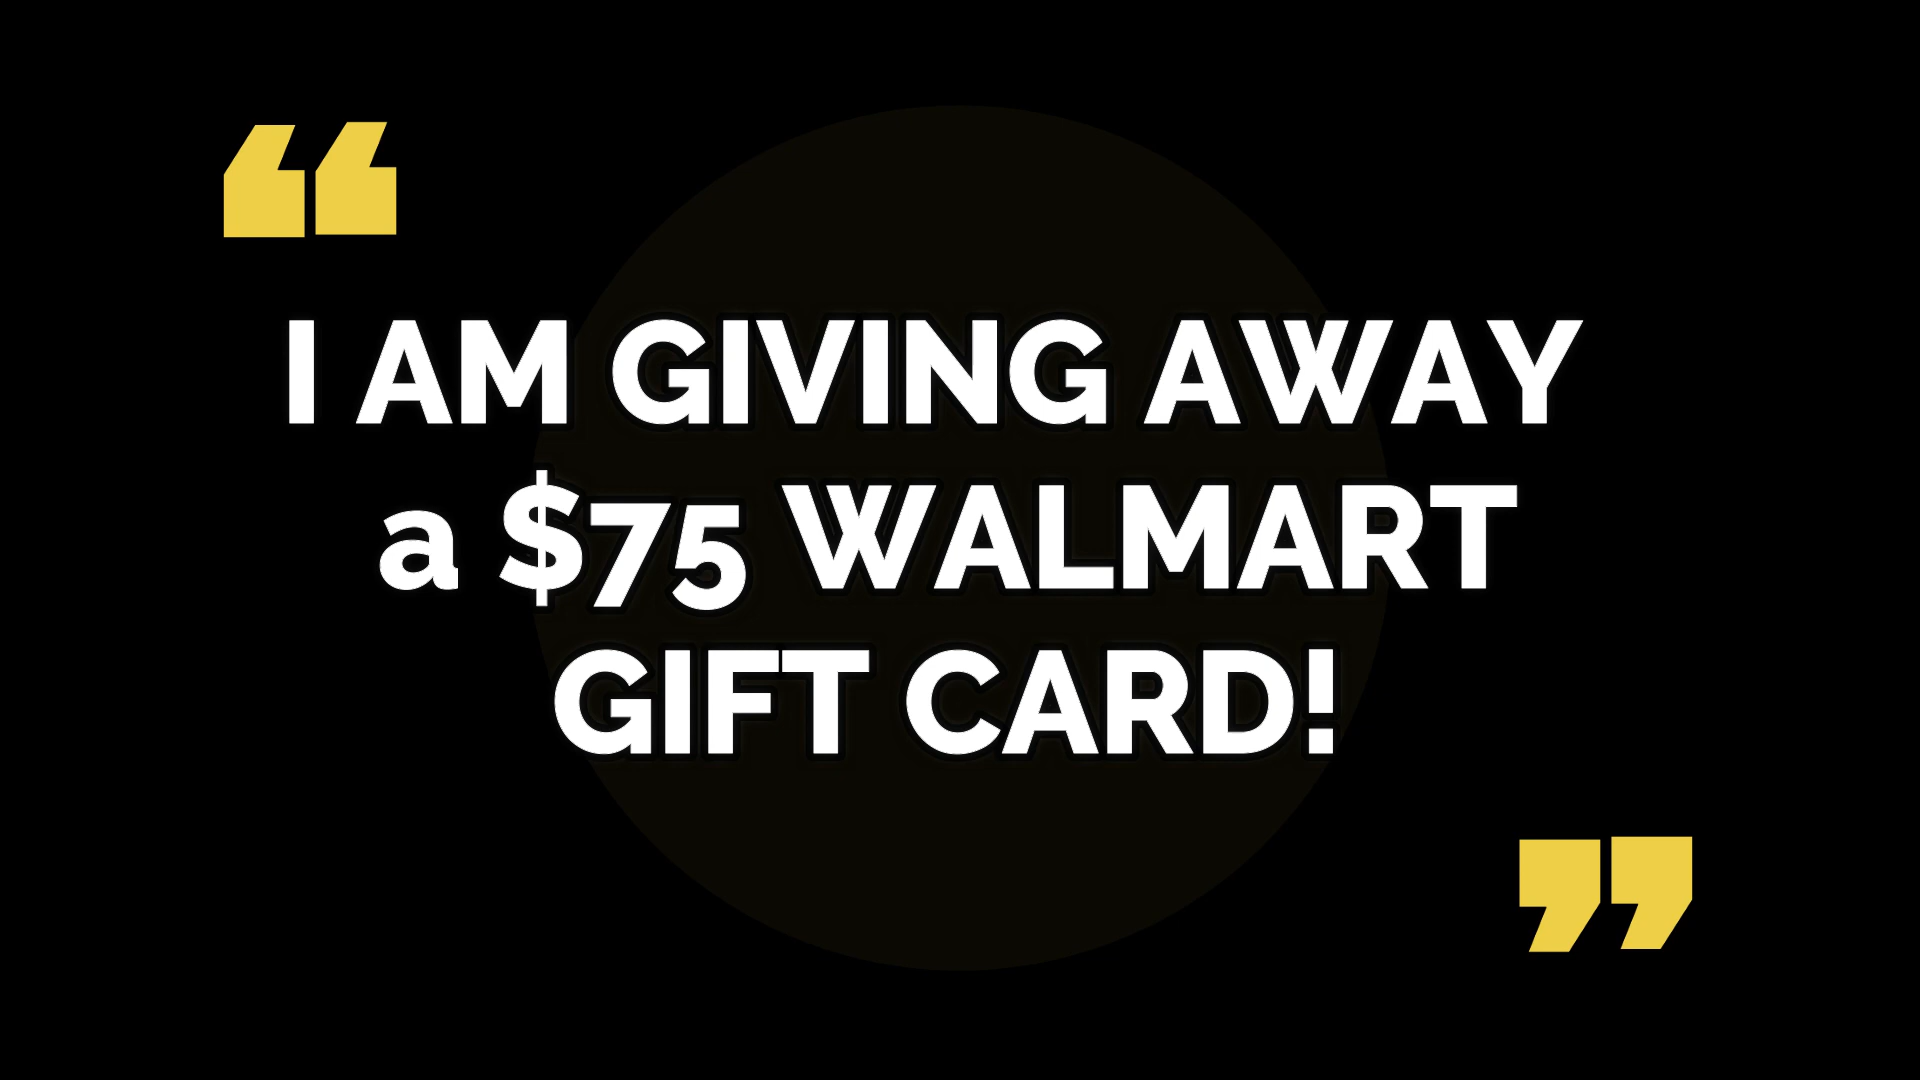 “
I AM GIVING AWAY
a $75 WALMART
GIFT CARD!
”